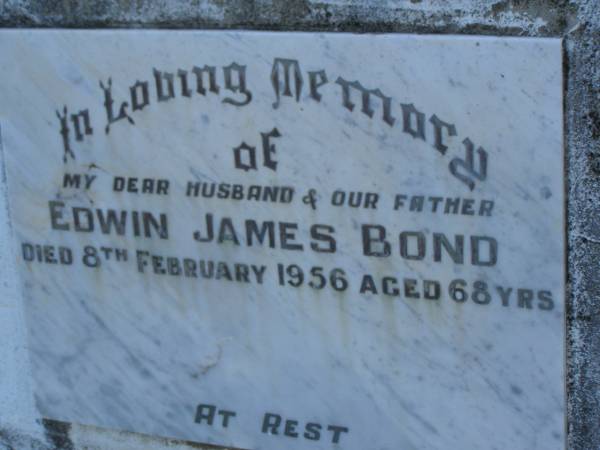 In Loving Memory
of
MY DEAR HUSBAND & OUR FATHER
EDWIN JAMES BOND
DIED 8TH FEBRUARY 1956 AGED 68 YRS
AT REST